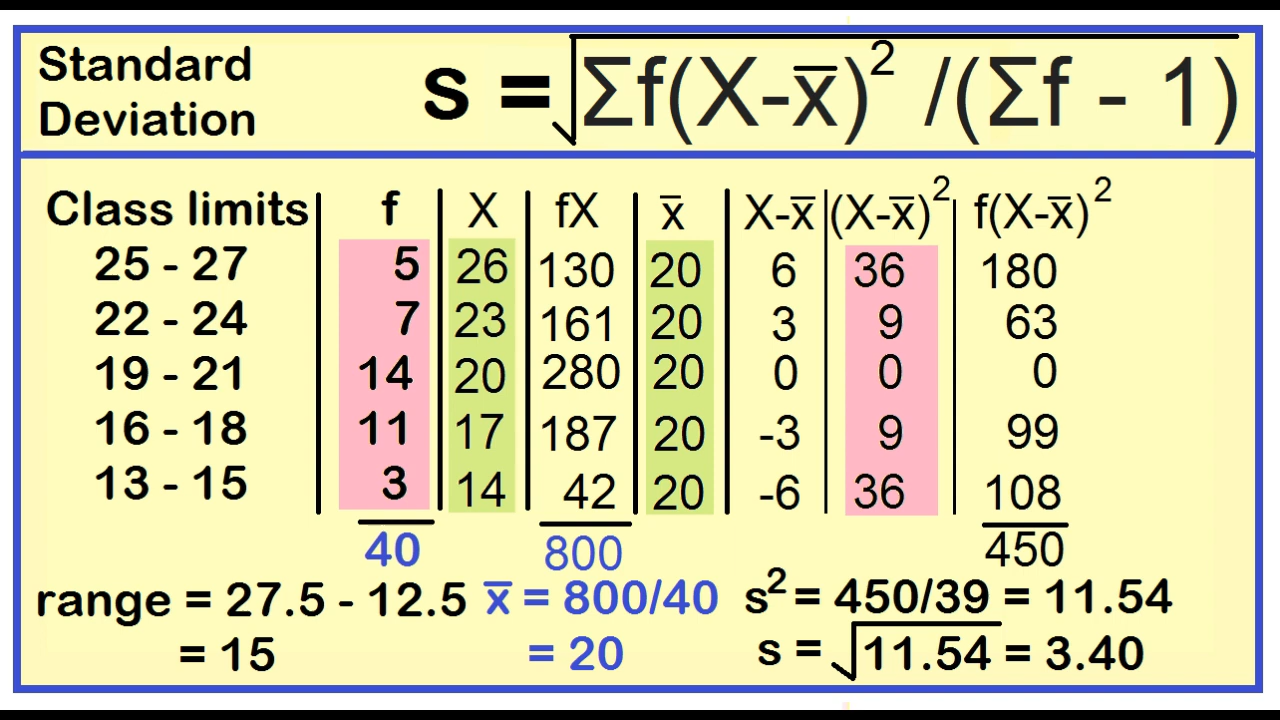 Standard
Deviation
s = √Σf(X-x̄)² /(Σf - 1)
Class limits f X fX x̄ X-x̄ (X-x̄)² f(X-x̄)²
25 - 27 5 26 130 20 6 36 180
22 - 24 7 23 161 20 3 9 63
19 - 21 14 20 280 20 0 0 0
16 - 18 11 17 187 20 -3 9 99
13 - 15 3 14 42 20 -6 36 108
40 800 450
range = 27.5 - 12.5 x̄ = 800/40 s² = 450/39 = 11.54
= 15 = 20 s = √11.54 = 3.40